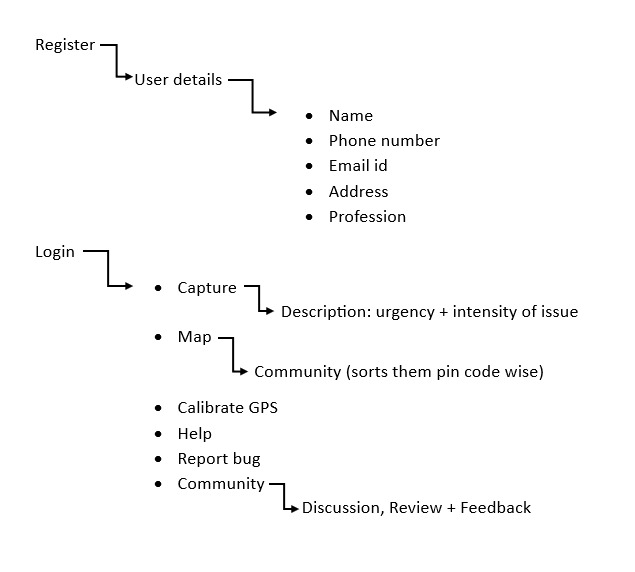 Register
User details
• Name
• Phone number
• Email id
• Address
• Profession
Login
• Capture
Description: urgency + intensity of issue
• Map
Community (sorts them pin code wise)
• Calibrate GPS
• Help
• Report bug
• Community
Discussion, Review + Feedback